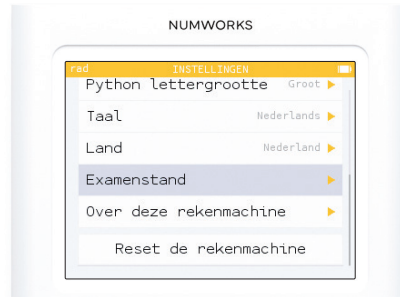 NUMWORKS
rad INSTELLINGEN
Python lettergrootte Groot
Taal Nederlands
Land Nederland
Examenstand
Over deze rekenmachine
Reset de rekenmachine